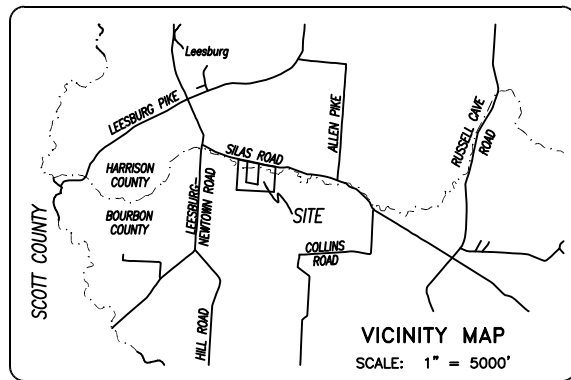 Leesburg
LEESBURG PIKE
ALLEN PIKE
RUSSELL CAVE
ROAD
SILAS ROAD
HARRISON
COUNTY
LEESBURG-
NEWTOWN ROAD
SITE
BOURBON
COUNTY
SCOTT COUNTY
COLLINS
ROAD
HILL ROAD
VICINITY MAP
SCALE: 1" = 5000'